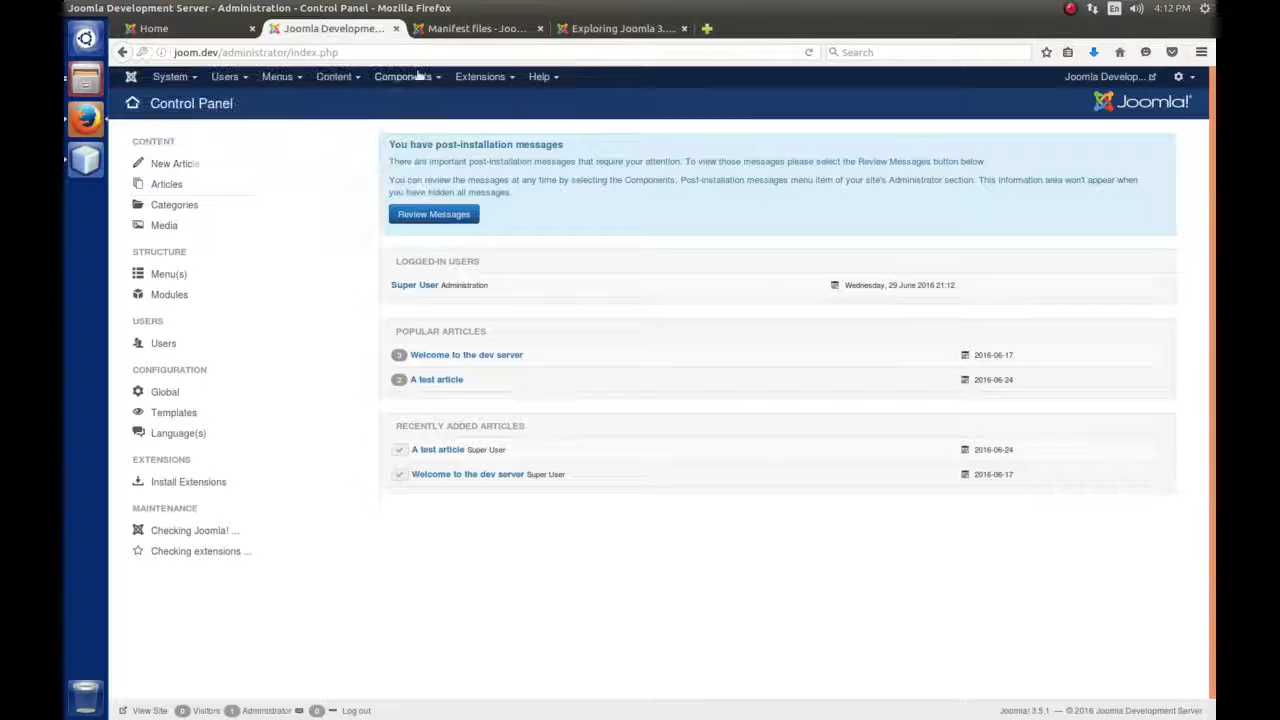 Joomla Development Server - Administration - Control Panel - Mozilla Firefox
En
4:12 PM
Home
Joomla Developme...
Manifest files - Joo...
Exploring Joomla 3....
joom.dev/administrator/index.php
Search
System
Users
Menus
Content
Components
Extensions
Help
Joomla Develop...
Control Panel
Joomla!
CONTENT
New Article
Articles
Categories
Media
STRUCTURE
Menu(s)
Modules
USERS
Users
CONFIGURATION
Global
Templates
Language(s)
EXTENSIONS
Install Extensions
MAINTENANCE
Checking Joomla! ...
Checking extensions ...
You have post-installation messages
There are important post-installation messages that require your attention. To view those messages please select the Review Messages button below
You can review the messages at any time by selecting the Components. Post-installation messages menu item of your site's Administrator section. This information area won't appear when
you have hidden all messages.
Review Messages
LOGGED-IN USERS
Super User Administration
Wednesday, 29 June 2016 21:12
POPULAR ARTICLES
3 Welcome to the dev server
2016-06-17
2 A test article
2016-06-24
RECENTLY ADDED ARTICLES
A test article Super User
2016-06-24
Welcome to the dev server Super User
2016-06-17
View Site
0 Visitors
1 Administrator
0
Log out
Joomla! 3.5.1 — © 2016 Joomla Development Server